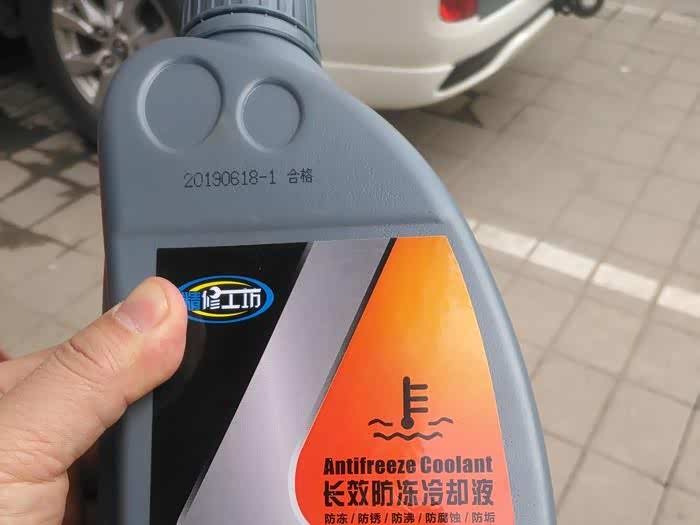 20190618-1 合格
精修工坊
Antifreeze Coolant
长效防冻冷却液
防冻/防锈/防沸/防腐蚀/防垢